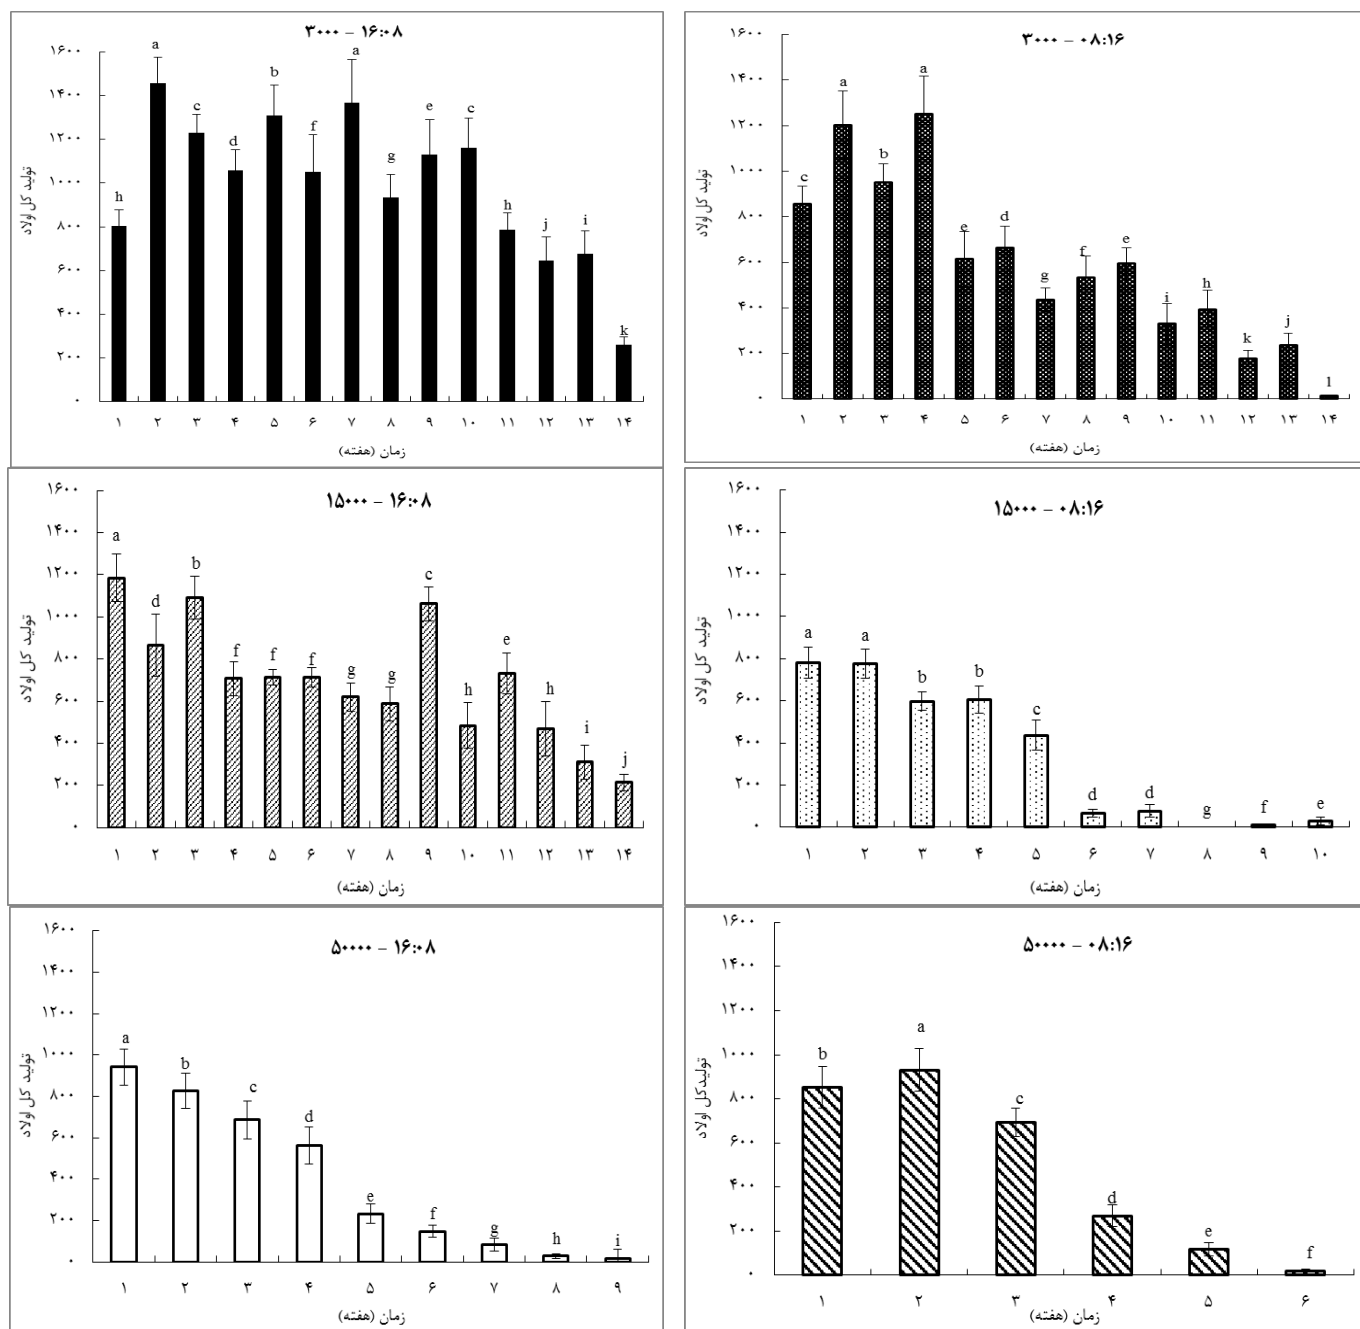 ۳۰۰۰ – ۱۶:۰۸
تولید کل اولاد
۱۶۰۰
۱۴۰۰
۱۲۰۰
۱۰۰۰
۸۰۰
۶۰۰
۴۰۰
۲۰۰
۰
h a c d b f a g e c h j i k
۱ ۲ ۳ ۴ ۵ ۶ ۷ ۸ ۹ ۱۰ ۱۱ ۱۲ ۱۳ ۱۴
زمان (هفته)
۳۰۰۰ – ۰۸:۱۶
تولید کل اولاد
۱۶۰۰
۱۴۰۰
۱۲۰۰
۱۰۰۰
۸۰۰
۶۰۰
۴۰۰
۲۰۰
۰
c a b a e d g f e i h k j l
۱ ۲ ۳ ۴ ۵ ۶ ۷ ۸ ۹ ۱۰ ۱۱ ۱۲ ۱۳ ۱۴
زمان (هفته)
۱۵۰۰۰ – ۱۶:۰۸
تولید کل اولاد
۱۶۰۰
۱۴۰۰
۱۲۰۰
۱۰۰۰
۸۰۰
۶۰۰
۴۰۰
۲۰۰
۰
a d b f f f g g c h e h i j
۱ ۲ ۳ ۴ ۵ ۶ ۷ ۸ ۹ ۱۰ ۱۱ ۱۲ ۱۳ ۱۴
زمان (هفته)
۱۵۰۰۰ – ۰۸:۱۶
تولید کل اولاد
۱۶۰۰
۱۴۰۰
۱۲۰۰
۱۰۰۰
۸۰۰
۶۰۰
۴۰۰
۲۰۰
۰
a a b b c d d g f e
۱ ۲ ۳ ۴ ۵ ۶ ۷ ۸ ۹ ۱۰
زمان (هفته)
۵۰۰۰۰ – ۱۶:۰۸
تولید کل اولاد
۱۶۰۰
۱۴۰۰
۱۲۰۰
۱۰۰۰
۸۰۰
۶۰۰
۴۰۰
۲۰۰
۰
a b c d e f g h i
۱ ۲ ۳ ۴ ۵ ۶ ۷ ۸ ۹
زمان (هفته)
۵۰۰۰۰ – ۰۸:۱۶
تولیدکل اولاد
۱۶۰۰
۱۴۰۰
۱۲۰۰
۱۰۰۰
۸۰۰
۶۰۰
۴۰۰
۲۰۰
۰
b a c d e f
۱ ۲ ۳ ۴ ۵ ۶
زمان (هفته)